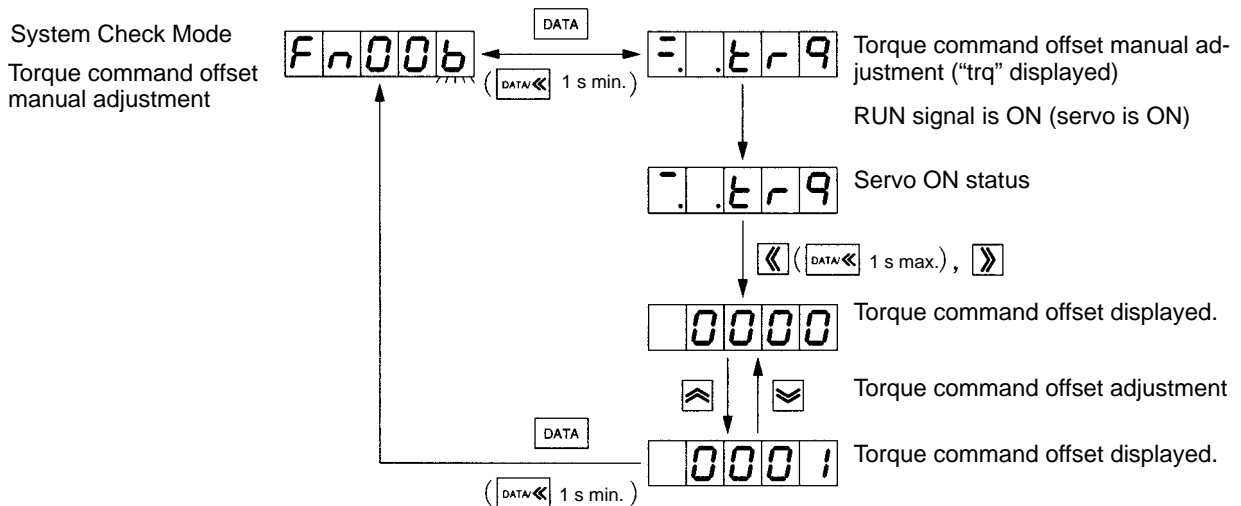 System Check Mode
Torque command offset
manual adjustment
Fn00b
DATA
(DATA/≪ 1 s min.)
=. .trq
Torque command offset manual ad-
justment (“trq” displayed)
RUN signal is ON (servo is ON)
-. .trq
Servo ON status
≪ (DATA/≪ 1 s max.), ≫
0000
Torque command offset displayed.
Torque command offset adjustment
DATA
(DATA/≪ 1 s min.)
0001
Torque command offset displayed.